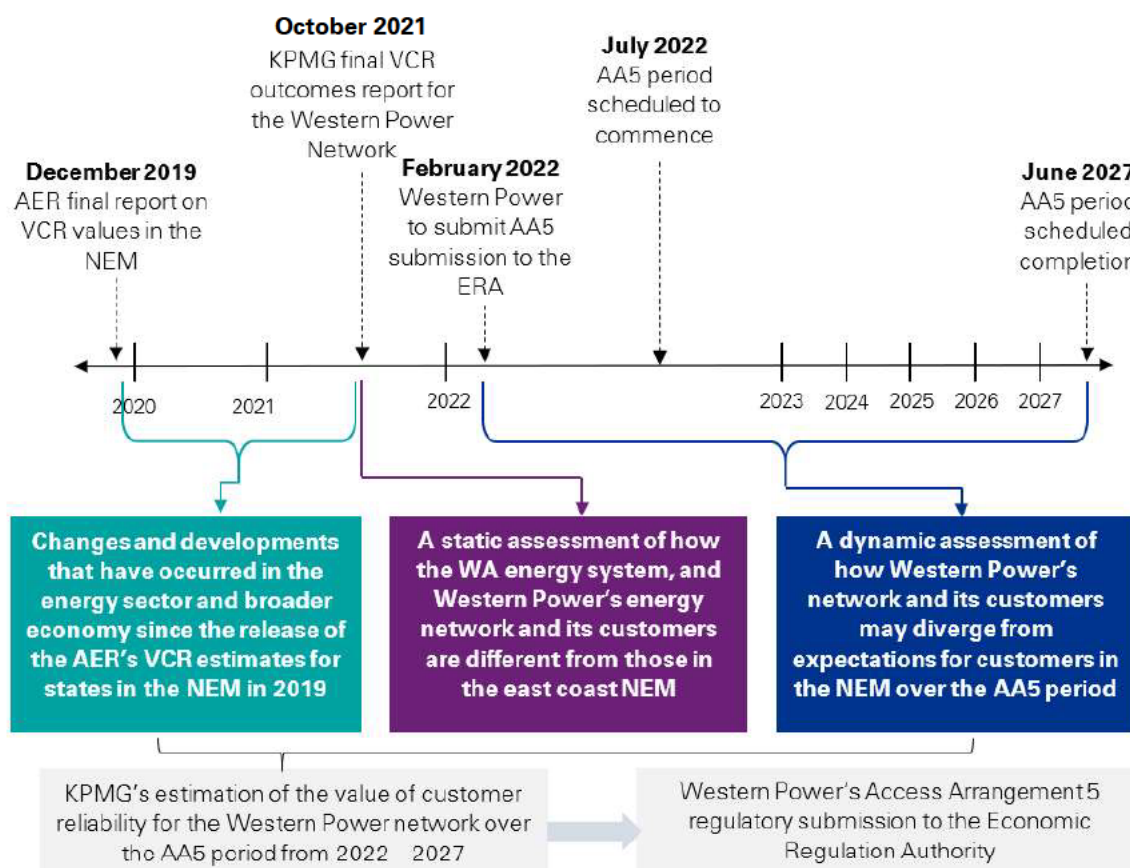 October 2021
KPMG final VCR
outcomes report for
the Western Power
Network
July 2022
AA5 period
scheduled to
commence
December 2019
AER final report on
VCR values in the
NEM
February 2022
Western Power
to submit AA5
submission to the
ERA
June 2027
AA5 period
scheduled
completion
2020
2021
2022
2023
2024
2025
2026
2027
Changes and developments
that have occurred in the
energy sector and broader
economy since the release of
the AER's VCR estimates for
states in the NEM in 2019
A static assessment of how
the WA energy system, and
Western Power's energy
network and its customers
are different from those in
the east coast NEM
A dynamic assessment of
how Western Power's
network and its customers
may diverge from
expectations for customers in
the NEM over the AA5 period
KPMG's estimation of the value of customer
reliability for the Western Power network over
the AA5 period from 2022 2027
Western Power's Access Arrangement 5
regulatory submission to the Economic
Regulation Authority